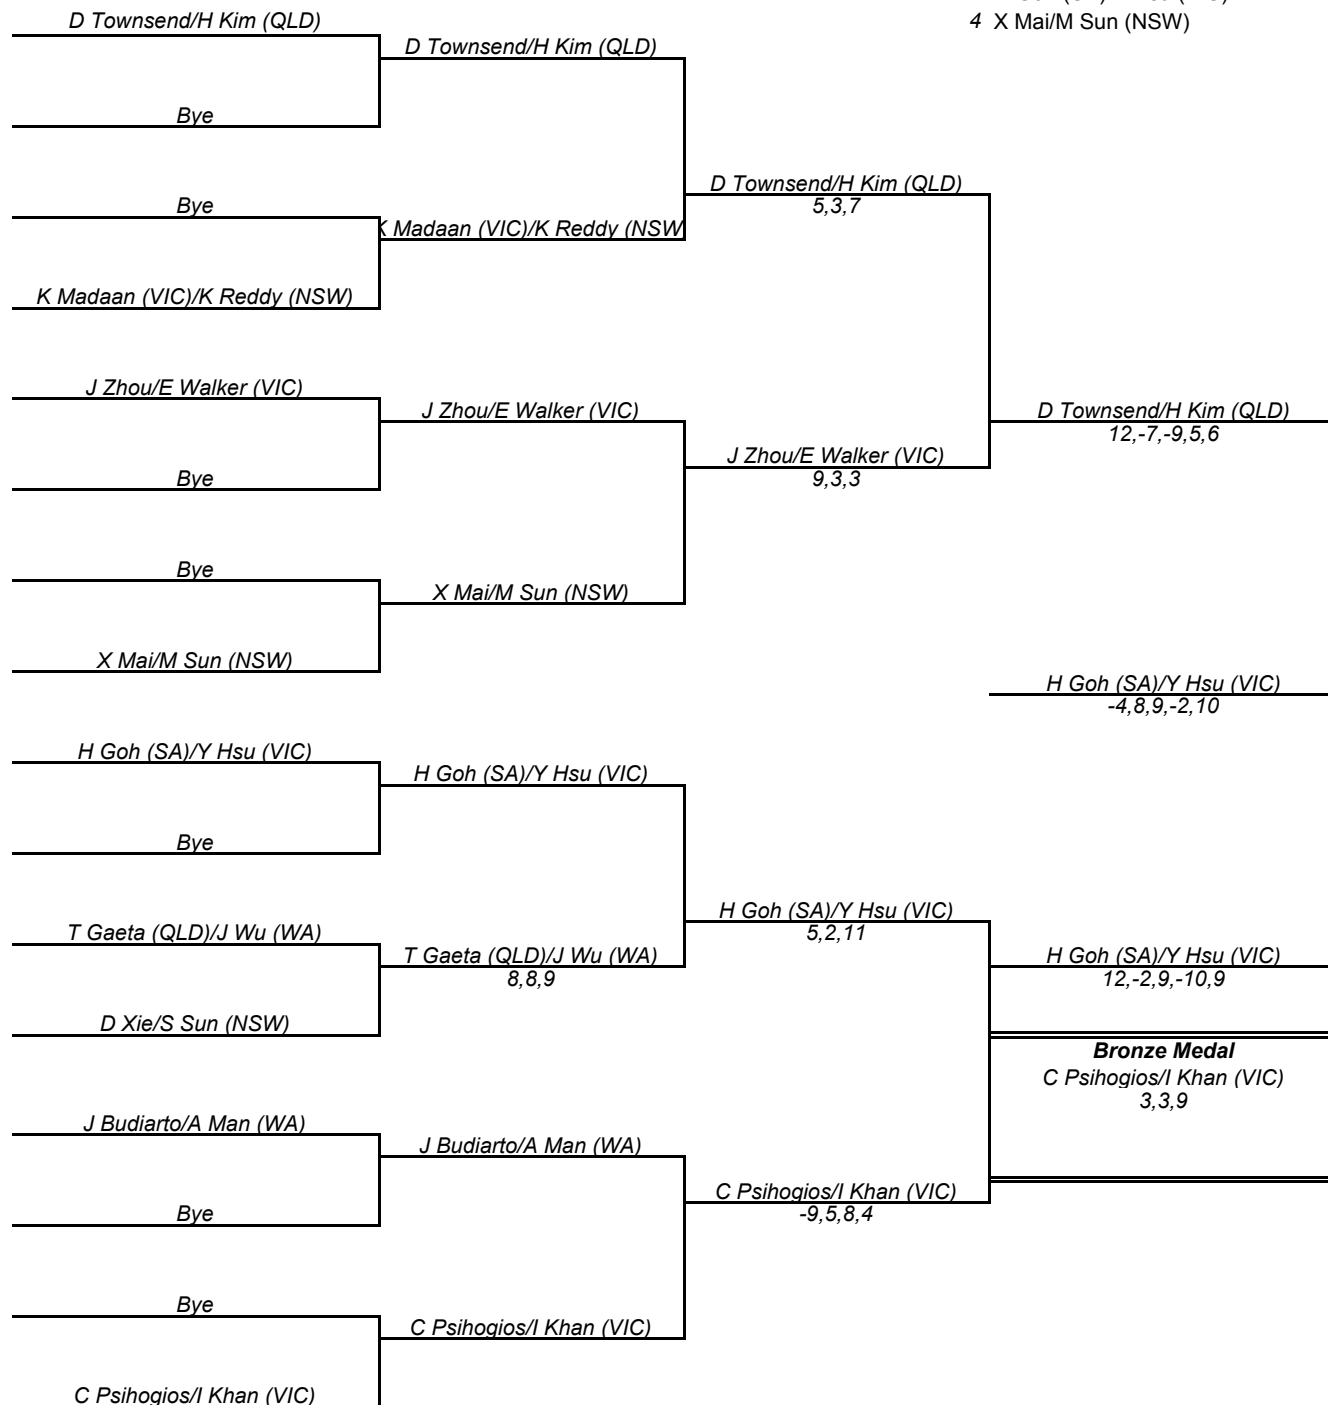 4 X Mai/M Sun (NSW)
D Townsend/H Kim (QLD)
D Townsend/H Kim (QLD)
Bye
Bye
D Townsend/H Kim (QLD)
5,3,7
K Madaan (VIC)/K Reddy (NSW
K Madaan (VIC)/K Reddy (NSW)
J Zhou/E Walker (VIC)
J Zhou/E Walker (VIC)
D Townsend/H Kim (QLD)
12,-7,-9,5,6
J Zhou/E Walker (VIC)
9,3,3
Bye
Bye
X Mai/M Sun (NSW)
X Mai/M Sun (NSW)
H Goh (SA)/Y Hsu (VIC)
-4,8,9,-2,10
H Goh (SA)/Y Hsu (VIC)
H Goh (SA)/Y Hsu (VIC)
Bye
H Goh (SA)/Y Hsu (VIC)
5,2,11
T Gaeta (QLD)/J Wu (WA)
T Gaeta (QLD)/J Wu (WA)
8,8,9
H Goh (SA)/Y Hsu (VIC)
12,-2,9,-10,9
D Xie/S Sun (NSW)
Bronze Medal
C Psihogios/I Khan (VIC)
3,3,9
J Budiarto/A Man (WA)
J Budiarto/A Man (WA)
C Psihogios/I Khan (VIC)
-9,5,8,4
Bye
Bye
C Psihogios/I Khan (VIC)
C Psihogios/I Khan (VIC)